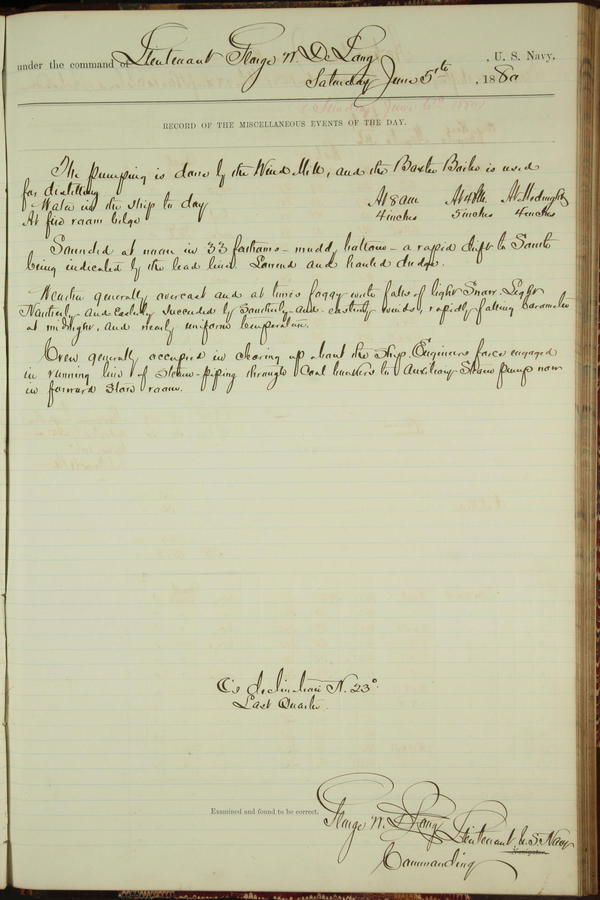 under the command of Lieutenant George W. De Long, U. S. Navy,
Saturday June 5th, 1880
RECORD OF THE MISCELLANEOUS EVENTS OF THE DAY.
The pumping is done by the Wind Mill, and the Baxter Boiler is used
for distilling
Water in the ship to day At 8 am At 4 P.M. At Midnight
At fire room bilge 4 inches 5 inches 4 inches
Sounded at noon in 33 fathoms - mudd, bottom - a rapid drift to South
being indicated by the lead line. Lowered and hauled dredge.
Weather generally overcast and at times foggy with falls of light Snow. Light
Northerly and Easterly succeeded by Southerly and easterly winds, rapidly falling barometer
at midnight, and nearly uniform temperature.
Crew generally occupied in clearing up about the Ship. Engineers force engaged
in running line of steam-piping through Coal bunkers to Auxiliary Steam pump now
in forward store room.
C's declination N. 23°
Last Quarter.
Examined and found to be correct.
George W. De Long Lieutenant U.S. Navy
Navigator.
Commanding